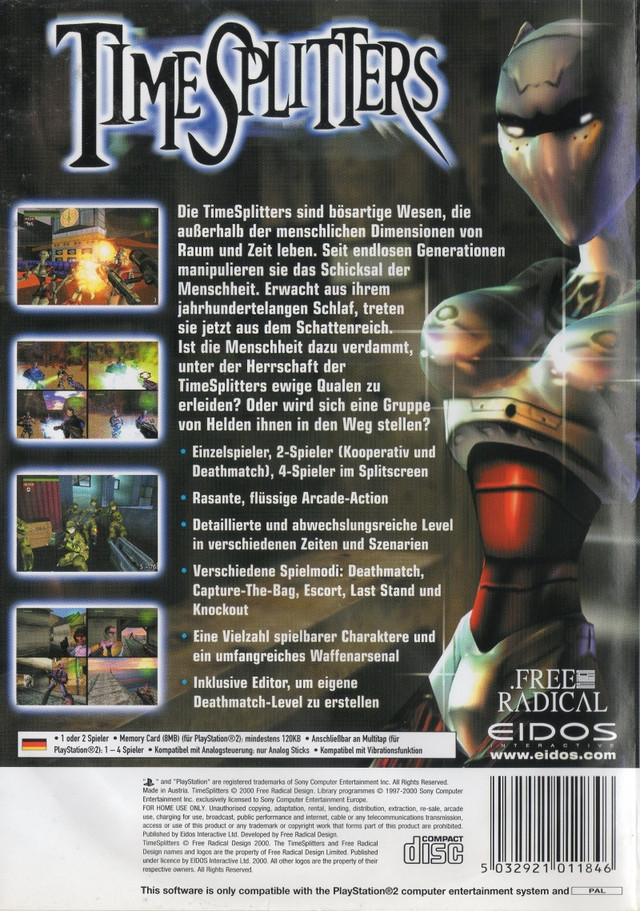 TIMESPLITTERS
Die TimeSplitters sind bösartige Wesen, die
außerhalb der menschlichen Dimensionen von
Raum und Zeit leben. Seit endlosen Generationen
manipulieren sie das Schicksal der
Menschheit. Erwacht aus ihrem
jahrhundertelangen Schlaf, treten
sie jetzt aus dem Schattenreich.
Ist die Menschheit dazu verdammt,
unter der Herrschaft der
TimeSplitters ewige Qualen zu
erleiden? Oder wird sich eine Gruppe
von Helden ihnen in den Weg stellen?
• Einzelspieler, 2-Spieler (Kooperativ und
Deathmatch), 4-Spieler im Splitscreen
• Rasante, flüssige Arcade-Action
• Detaillierte und abwechslungsreiche Level
in verschiedenen Zeiten und Szenarien
• Verschiedene Spielmodi: Deathmatch,
Capture-The-Bag, Escort, Last Stand und
Knockout
• Eine Vielzahl spielbarer Charaktere und
ein umfangreiches Waffenarsenal
• Inklusive Editor, um eigene
Deathmatch-Level zu erstellen
FREE
RADICAL
EIDOS
INTERACTIVE
www.eidos.com
• 1 oder 2 Spieler • Memory Card (8MB) (für PlayStation®2): mindestens 120KB • Anschließbar an Multitap (für
PlayStation®2): 1 – 4 Spieler • Kompatibel mit Analogsteuerung: nur Analog Sticks • Kompatibel mit Vibrationsfunktion
" and "PlayStation" are registered trademarks of Sony Computer Entertainment Inc. All Rights Reserved.
Made in Austria. TimeSplitters © 2000 Free Radical Design. Library programmes © 1997-2000 Sony Computer
Entertainment Inc. exclusively licensed to Sony Computer Entertainment Europe.
FOR HOME USE ONLY. Unauthorised copying, adaptation, rental, lending, distribution, extraction, re-sale, arcade
use, charging for use, broadcast, public performance and internet, cable or any telecommunications transmission,
access or use of this product or any trademark or copyright work that forms part of this product are prohibited.
Published by Eidos Interactive Ltd. Developed by Free Radical Design.
TimeSplitters © Free Radical Design 2000. The TimeSplitters and Free Radical
Design names and logos are the property of Free Radical Design Limited. Published
under licence by EIDOS Interactive Ltd. 2000. All other logos are the property of their
respective owners. All Rights Reserved.
COMPACT
disc
5 032921 011846
This software is only compatible with the PlayStation®2 computer entertainment system and PAL